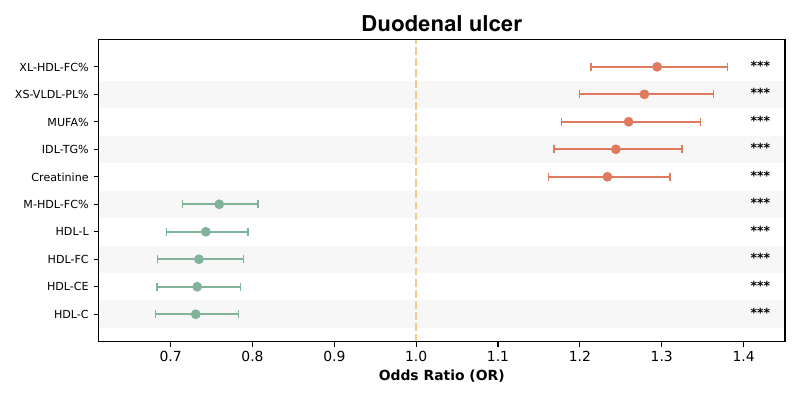 Duodenal ulcer
XL-HDL-FC% ***
XS-VLDL-PL% ***
MUFA% ***
IDL-TG% ***
Creatinine ***
M-HDL-FC% ***
HDL-L ***
HDL-FC ***
HDL-CE ***
HDL-C ***
0.7 0.8 0.9 1.0 1.1 1.2 1.3 1.4
Odds Ratio (OR)